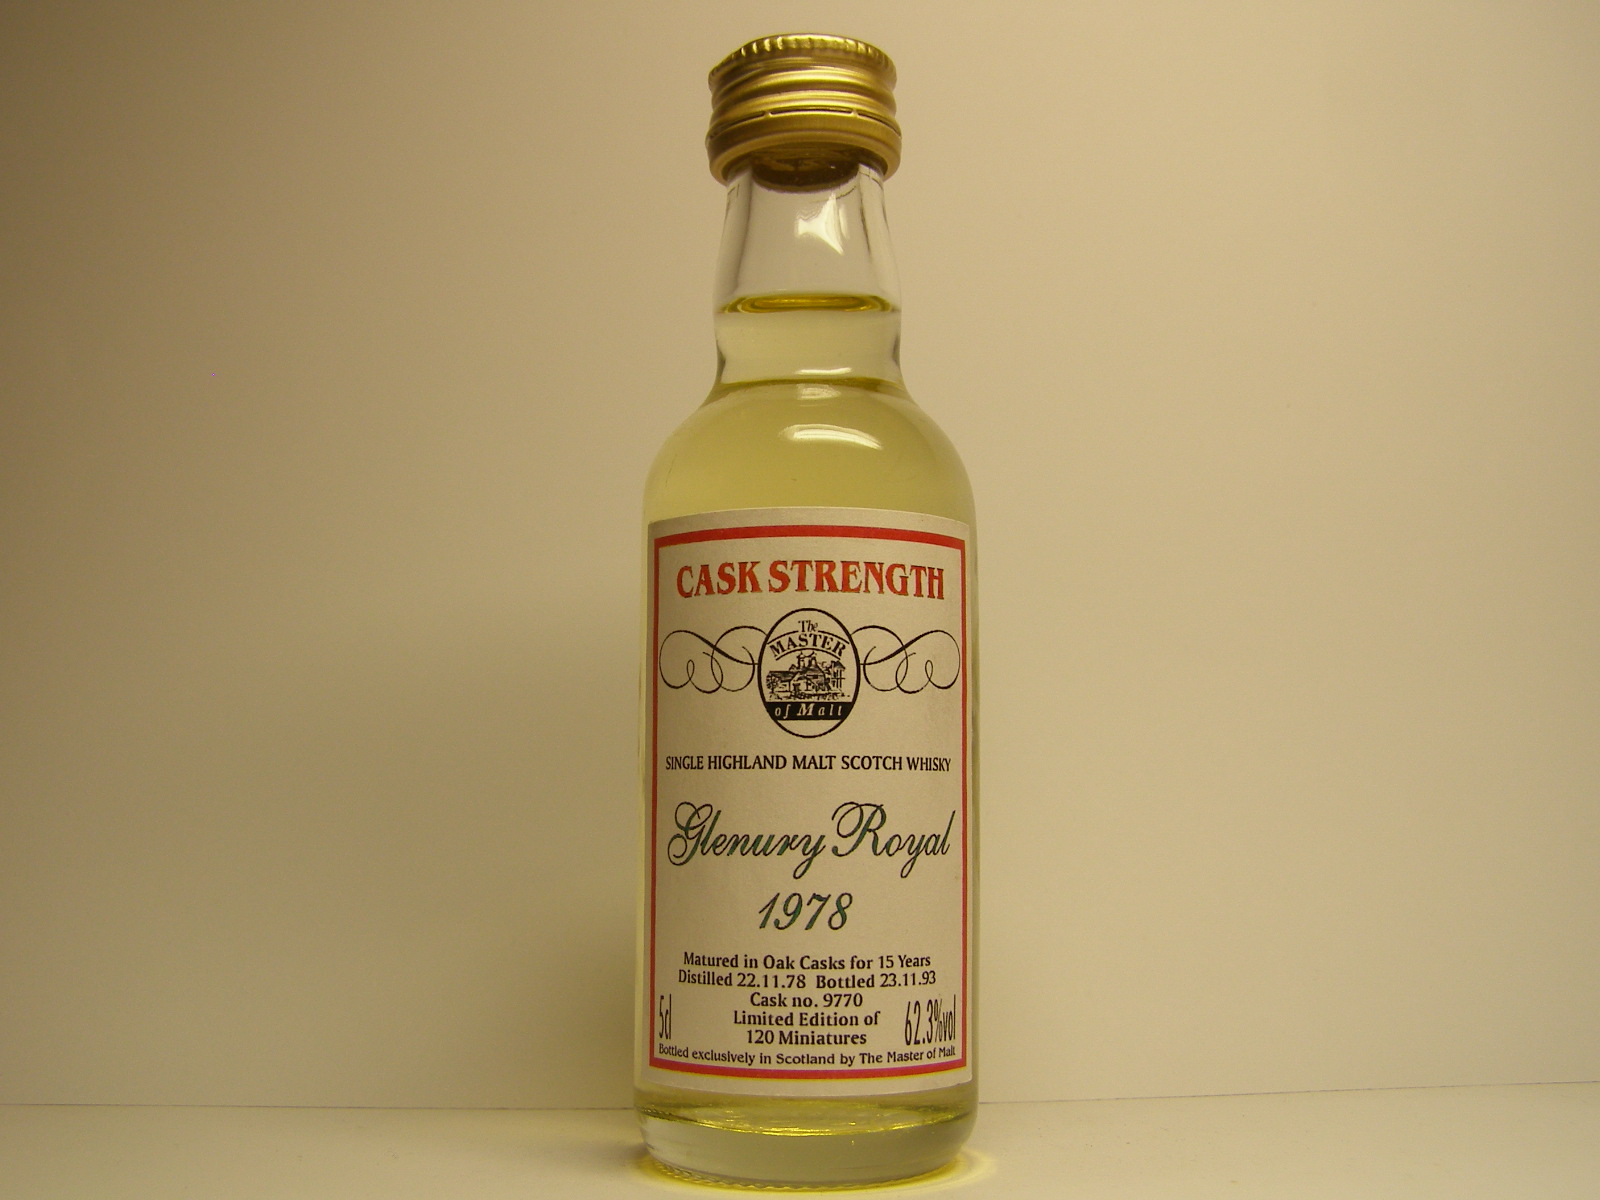 CASK STRENGTH
The
MASTER
of Malt
SINGLE HIGHLAND MALT SCOTCH WHISKY
Glenury Royal
1978
Matured in Oak Casks for 15 Years
Distilled 22.11.78 Bottled 23.11.93
Cask no. 9770
5cl
Limited Edition of
62.3%vol
120 Miniatures
Bottled exclusively in Scotland by The Master of Malt